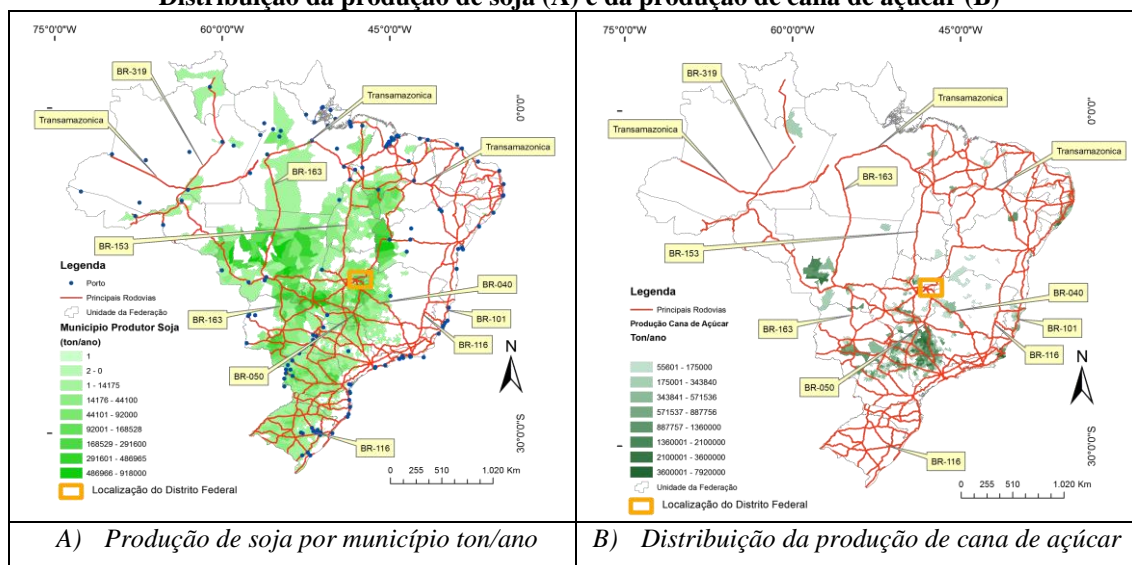 Distribuição da produção de soja (A) e da produção de cana de açúcar (B)
75°0'0"W
60°0'0"W
45°0'0"W
BR-319
Transamazonica
Transamazonica
Transamazonica
BR-163
BR-153
0°0'0"
Legenda
Porto
Principais Rodovias
Unidade da Federação
Município Produtor Soja
(ton/ano)
1
2 - 0
1 - 14175
14176 - 44100
44101 - 92000
92001 - 168528
168529 - 291600
291601 - 486965
486966 - 918000
Localização do Distrito Federal
BR-163
BR-050
BR-040
BR-101
BR-116
BR-116
N
30°0'0"S
0 255 510 1.020 Km
A) Produção de soja por município ton/ano
75°0'0"W
60°0'0"W
45°0'0"W
BR-319
Transamazonica
Transamazonica
Transamazonica
BR-163
BR-153
0°0'0"
Legenda
Principais Rodovias
Produção Cana de Açúcar
Ton/ano
55601 - 175000
175001 - 343840
343841 - 571536
571537 - 887756
887757 - 1360000
1360001 - 2100000
2100001 - 3600000
3600001 - 7920000
Unidade da Federação
Localização do Distrito Federal
BR-163
BR-050
BR-040
BR-101
BR-116
BR-116
N
30°0'0"S
0 255 510 1.020 Km
B) Distribuição da produção de cana de açúcar